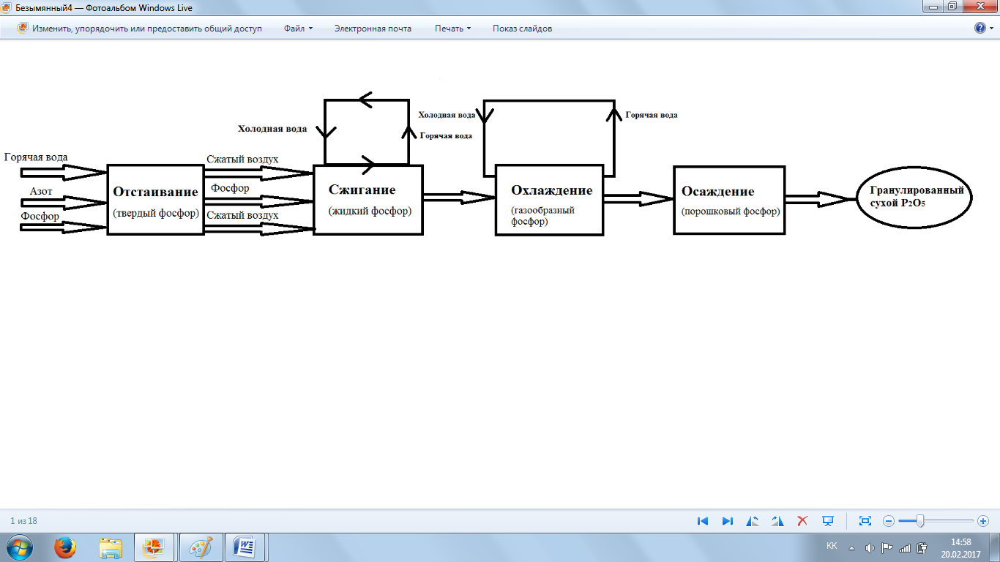 Безымянный4 — Фотоальбом Windows Live
Изменить, упорядочить или предоставить общий доступ Файл Электронная почта Печать Показ слайдов
Холодная вода
Горячая вода
Холодная вода
Горячая вода
Горячая вода
Азот
Фосфор
Отстаивание
(твердый фосфор)
Сжатый воздух
Фосфор
Сжатый воздух
Сжигание
(жидкий фосфор)
Охлаждение
(газообразный
фосфор)
Осаждение
(порошковый фосфор)
Гранулированный
сухой P2O5
1 из 18
KK
14:58
20.02.2017